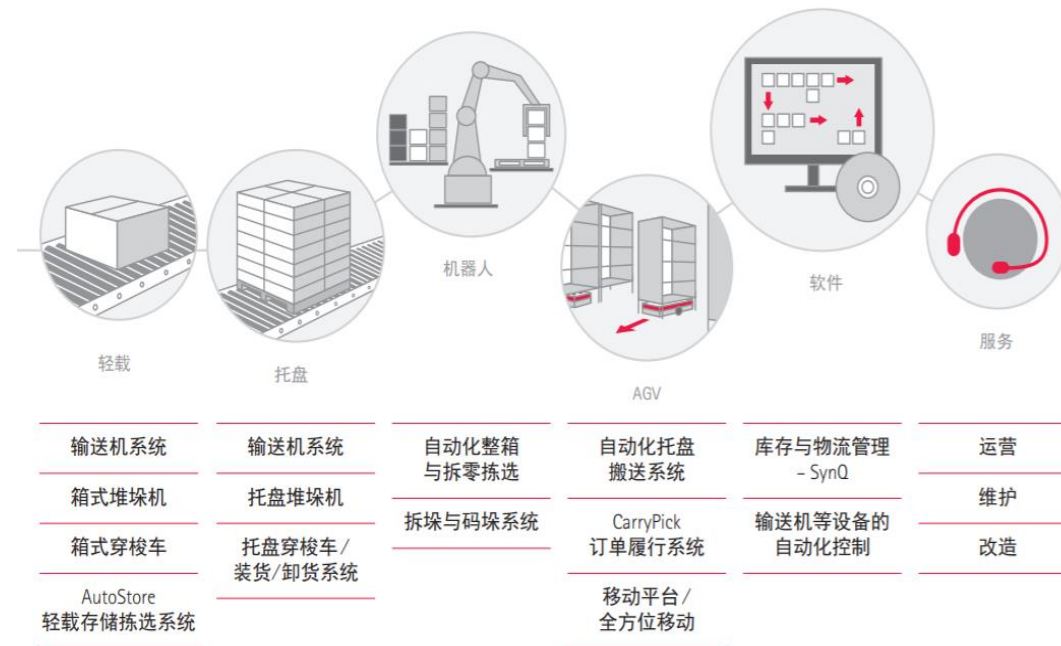 轻载
托盘
机器人
AGV
软件
服务
输送机系统
箱式堆垛机
箱式穿梭车
AutoStore
轻载存储拣选系统
输送机系统
托盘堆垛机
托盘穿梭车/
装货/卸货系统
自动化整箱
与拆零拣选
拆垛与码垛系统
自动化托盘
搬送系统
CarryPick
订单履行系统
移动平台/
全方位移动
库存与物流管理
– SynQ
输送机等设备的
自动化控制
运营
维护
改造